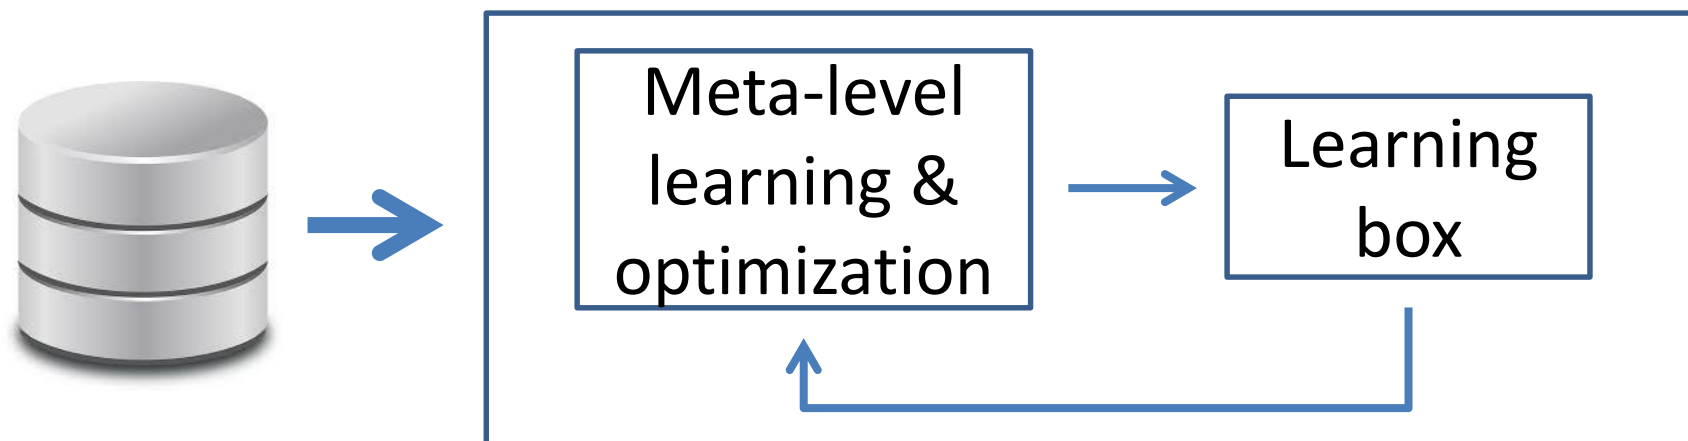 Meta-level
learning &
optimization
Learning
box